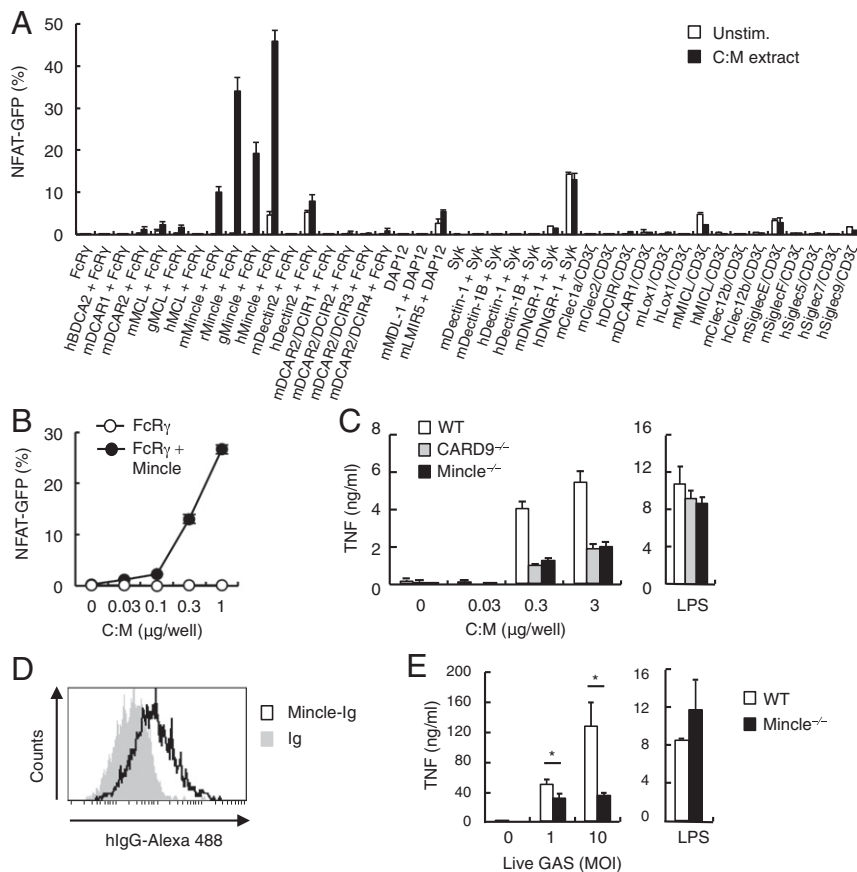 A
50
40
30
20
10
0
NFAT-GFP (%)
Unstim.
C:M extract
FcRγ
hBDCA2 + FcRγ
mDCAR1 + FcRγ
mDCAR2 + FcRγ
mMCL + FcRγ
gMCL + FcRγ
hMCL + FcRγ
mMincle + FcRγ
rMincle + FcRγ
gMincle + FcRγ
hMincle + FcRγ
mDectin2 + FcRγ
hDectin2 + FcRγ
mDCAR2/DCIR1 + FcRγ
mDCAR2/DCIR2 + FcRγ
mDCAR2/DCIR3 + FcRγ
mDCAR2/DCIR4 + FcRγ
DAP12
mMDL-1 + DAP12
mLMIR5 + DAP12
Syk
mDectin-1 + Syk
mDectin-1B + Syk
hDectin-1 + Syk
hDectin-1B + Syk
mDNGR-1 + Syk
hDNGR-1 + Syk
mClec1a/CD3ζ
mClec2/CD3ζ
hDCIR/CD3ζ
mDCAR1/CD3ζ
mLox1/CD3ζ
hLox1/CD3ζ
mMICL/CD3ζ
hMICL/CD3ζ
mClec12b/CD3ζ
hClec12b/CD3ζ
mSiglecE/CD3ζ
mSiglecF/CD3ζ
hSiglec5/CD3ζ
hSiglec7/CD3ζ
hSiglec9/CD3ζ
B
FcRγ
FcRγ +
Mincle
30
20
10
0
NFAT-GFP (%)
0 0.03 0.1 0.3 1
C:M (μg/well)
C
WT
CARD9−/−
Mincle−/−
8
6
4
2
0
TNF (ng/ml)
0 0.03 0.3 3
C:M (μg/well)
16
12
8
4
0
LPS
D
Counts
Mincle-Ig
Ig
hIgG-Alexa 488
E
200
160
120
80
40
0
TNF (ng/ml)
*
*
0 1 10
Live GAS (MOI)
16
12
8
4
0
LPS
WT
Mincle−/−